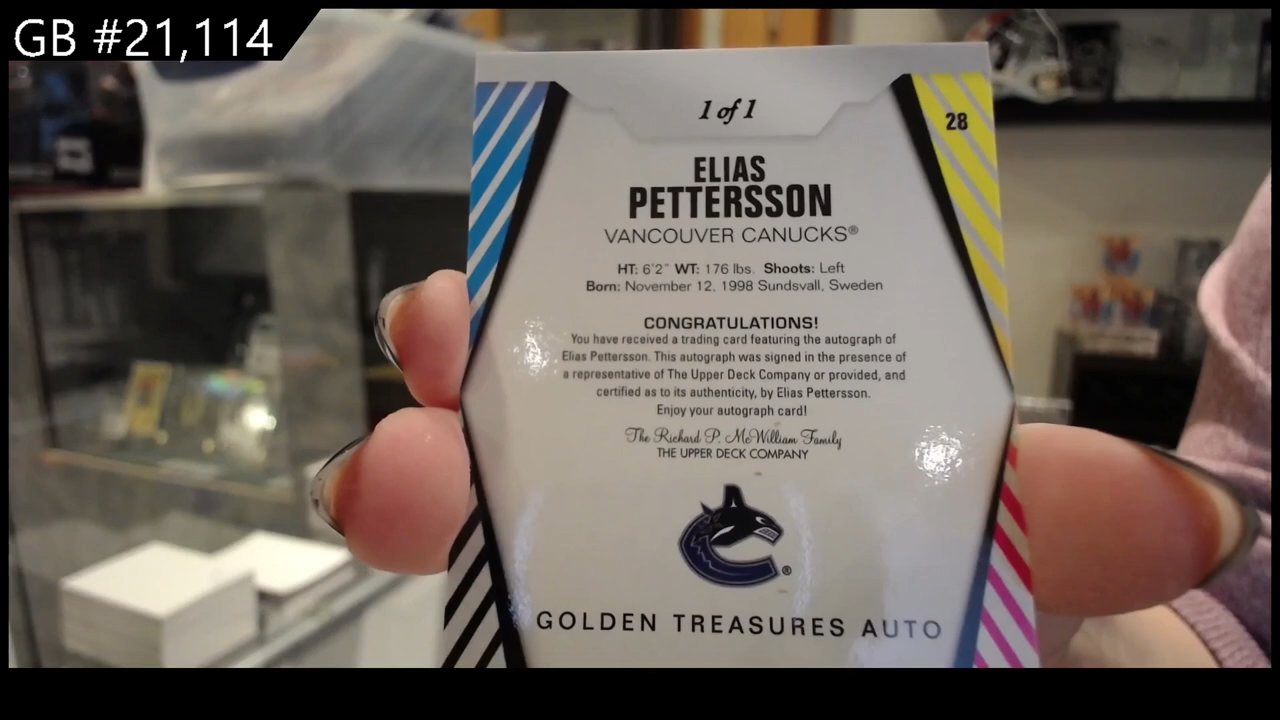 GB #21,114
1 of 1
28
ELIAS
PETTERSSON
VANCOUVER CANUCKS®
HT: 6'2" WT: 176 lbs. Shoots: Left
Born: November 12, 1998 Sundsvall, Sweden
CONGRATULATIONS!
You have received a trading card featuring the autograph of
Elias Pettersson. This autograph was signed in the presence of
a representative of The Upper Deck Company or provided, and
certified as to its authenticity, by Elias Pettersson.
Enjoy your autograph card!
The Richard P. McWilliam Family
THE UPPER DECK COMPANY
®
GOLDEN TREASURES AUTO